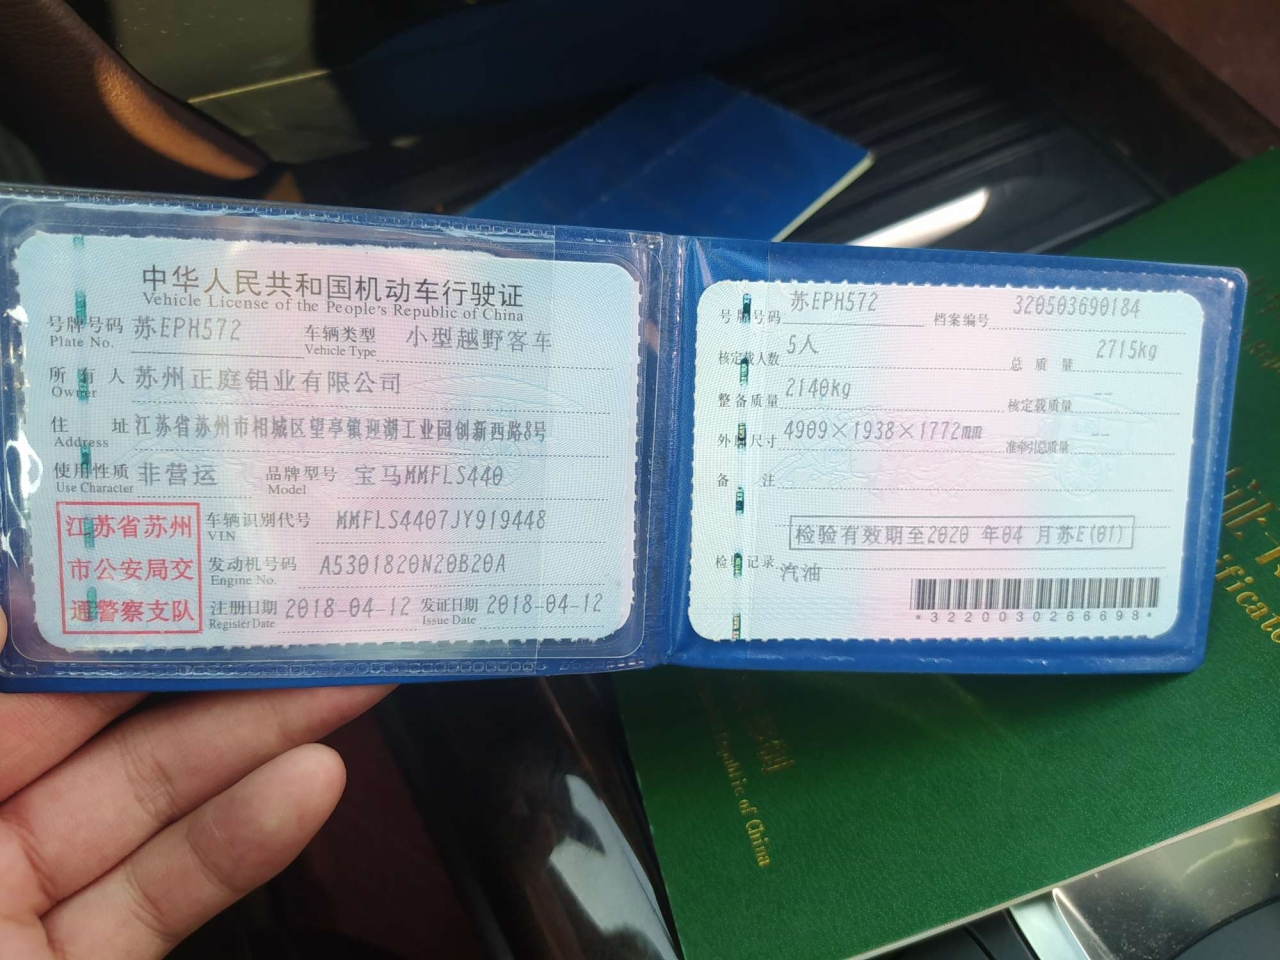 中华人民共和国机动车行驶证
Vehicle License of the People's Republic of China
号牌号码 苏EPH572 车辆类型 小型越野客车
Plate No. Vehicle Type
所有人 苏州正庭铝业有限公司
Owner
住址 江苏省苏州市相城区望亭镇迎湖工业园创新西路8号
Address
使用性质 非营运 品牌型号 宝马MMFLS440
Use Character Model
江苏省苏州
市公安局交
通警察支队
车辆识别代号 MMFLS4407JY919448
VIN
发动机号码 A5301820N20B20A
Engine No.
注册日期 2018-04-12 发证日期 2018-04-12
Register Date Issue Date
号牌号码 苏EPH572 档案编号 320503690184
核定载人数 5人 总质量 2715kg
整备质量 2140kg 核定载质量 --
外廓尺寸 4909×1938×1772mm 准牵引总质量 --
备注
检验有效期至2020年04月苏E(01)
检验记录 汽油
*3220030266698*
public of China